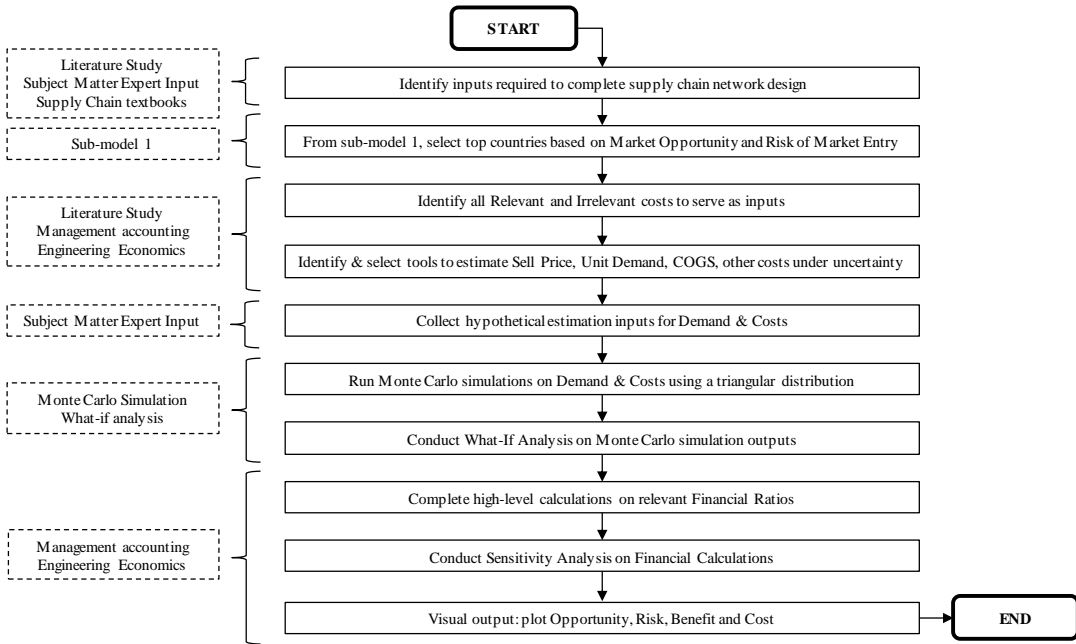 START
Literature Study
Subject Matter Expert Input
Supply Chain textbooks
Identify inputs required to complete supply chain network design
Sub-model 1
From sub-model 1, select top countries based on Market Opportunity and Risk of Market Entry
Literature Study
Management accounting
Engineering Economics
Identify all Relevant and Irrelevant costs to serve as inputs
Identify & select tools to estimate Sell Price, Unit Demand, COGS, other costs under uncertainty
Subject Matter Expert Input
Collect hypothetical estimation inputs for Demand & Costs
Monte Carlo Simulation
What-if analysis
Run Monte Carlo simulations on Demand & Costs using a triangular distribution
Conduct What-If Analysis on Monte Carlo simulation outputs
Management accounting
Engineering Economics
Complete high-level calculations on relevant Financial Ratios
Conduct Sensitivity Analysis on Financial Calculations
Visual output: plot Opportunity, Risk, Benefit and Cost
END